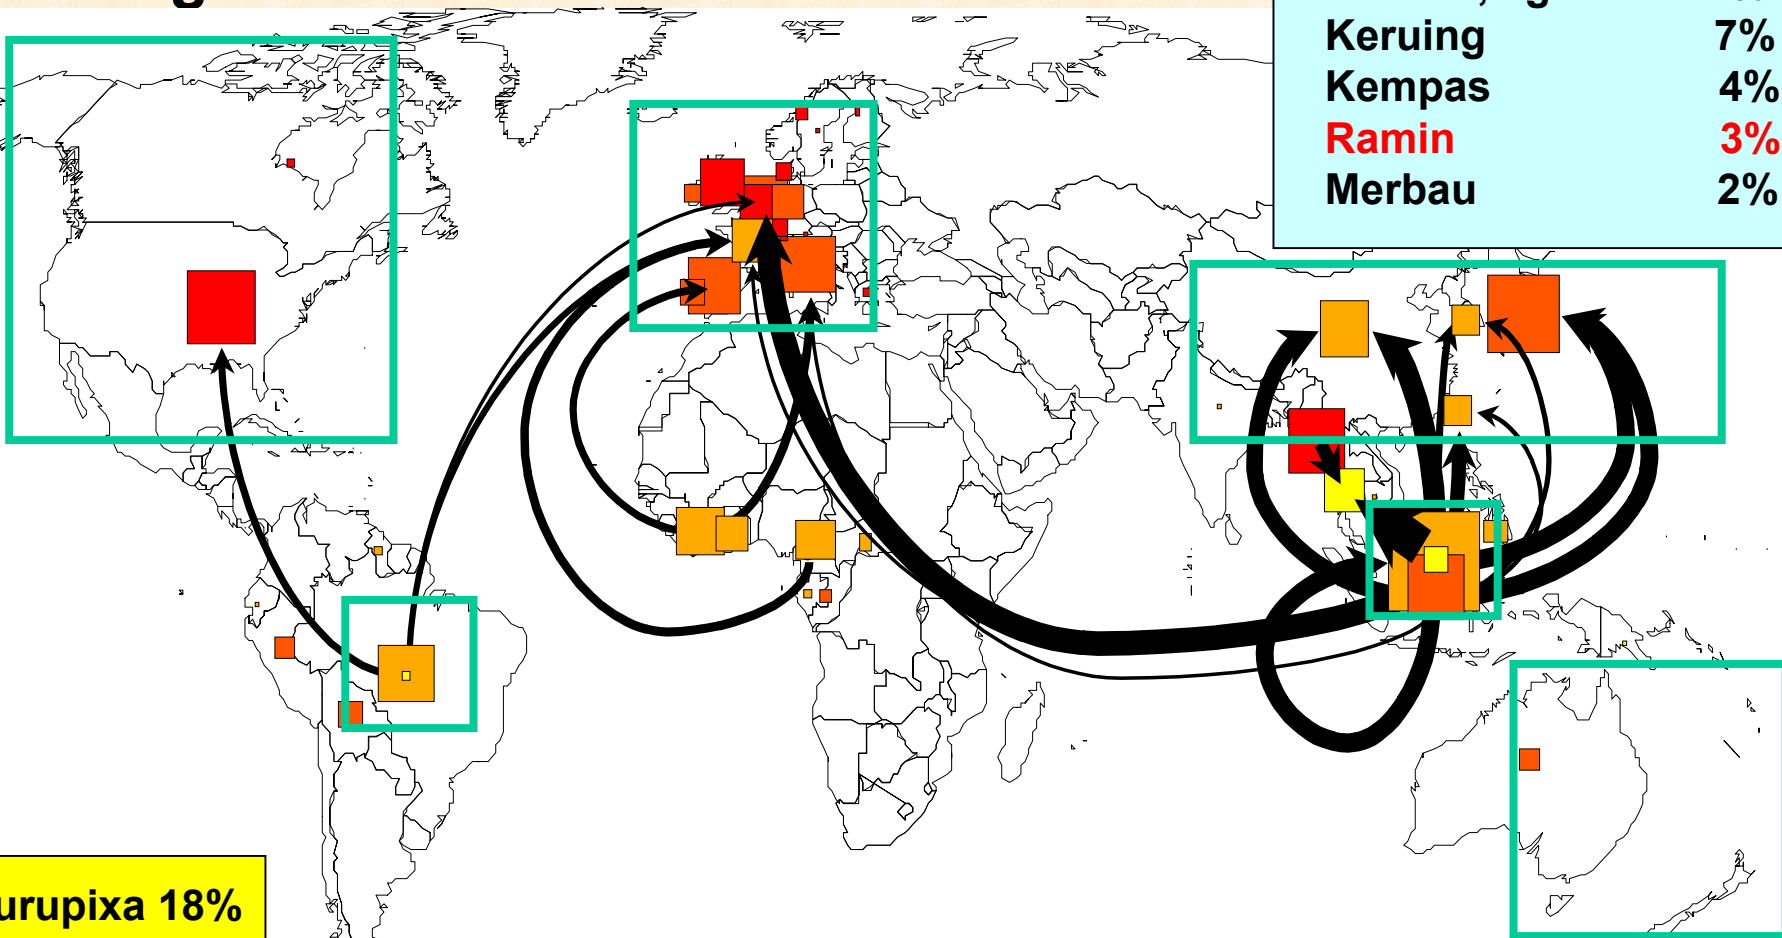 Keruing 7%
Kempas 4%
Ramin 3%
Merbau 2%
urupixa 18%